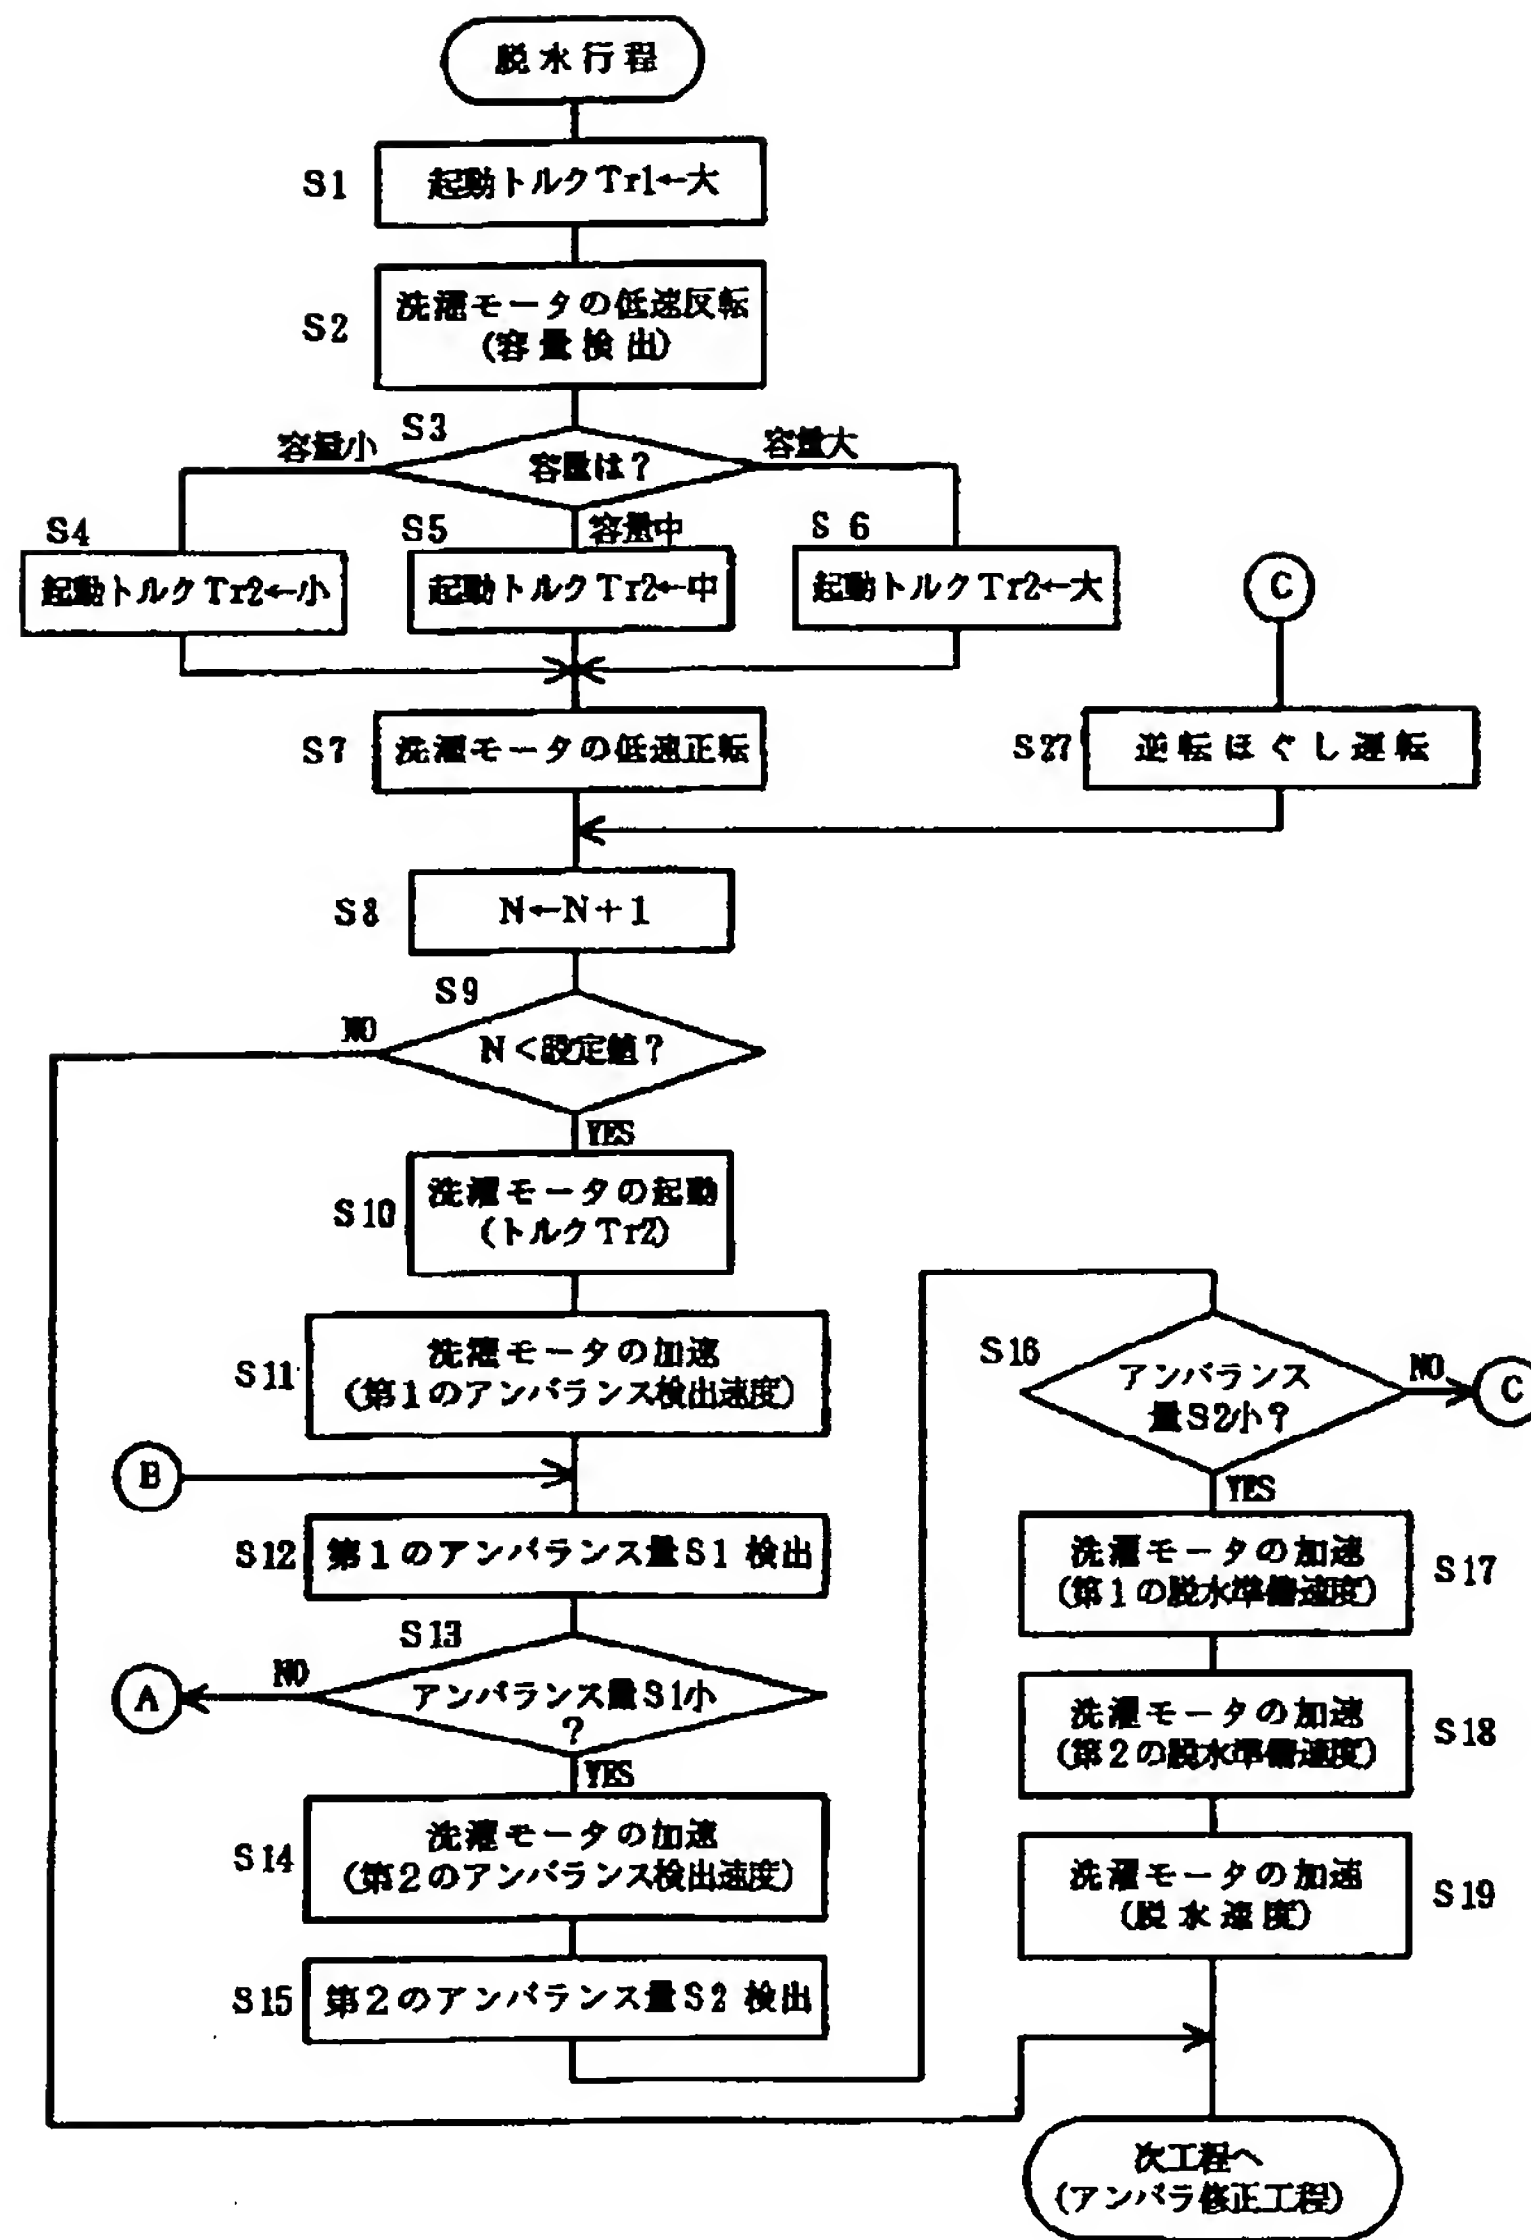 脱水行程
S1
起動トルクTr1←大
S2
洗濯モータの低速反転
(容量検出)
S3
容量小
容量は?
容量大
S4
S5
容量中
S6
起動トルクTr2←小
起動トルクTr2←中
起動トルクTr2←大
C
S7
洗濯モータの低速正転
S27
逆転ほぐし運転
S8
N←N+1
S9
NO
N<設定値?
YES
S10
洗濯モータの起動
(トルクTr2)
S11
洗濯モータの加速
(第1のアンバランス検出速度)
B
S12
第1のアンバランス量S1検出
S13
NO
A
アンバランス量S1小
?
YES
S14
洗濯モータの加速
(第2のアンバランス検出速度)
S15
第2のアンバランス量S2検出
S16
アンバランス
量S2小?
NO
C
YES
洗濯モータの加速
(第1の脱水準備速度)
S17
洗濯モータの加速
(第2の脱水準備速度)
S18
洗濯モータの加速
(脱水速度)
S19
次工程へ
(アンバラ修正工程)